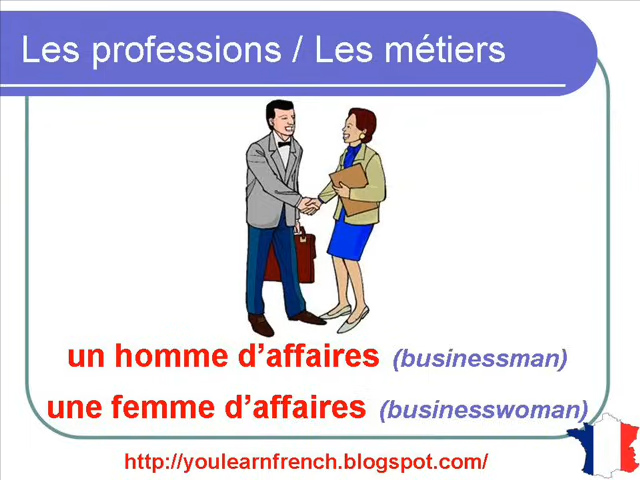 Les professions / Les métiers
un homme d’affaires (businessman)
une femme d’affaires (businesswoman)
http://youlearnfrench.blogspot.com/